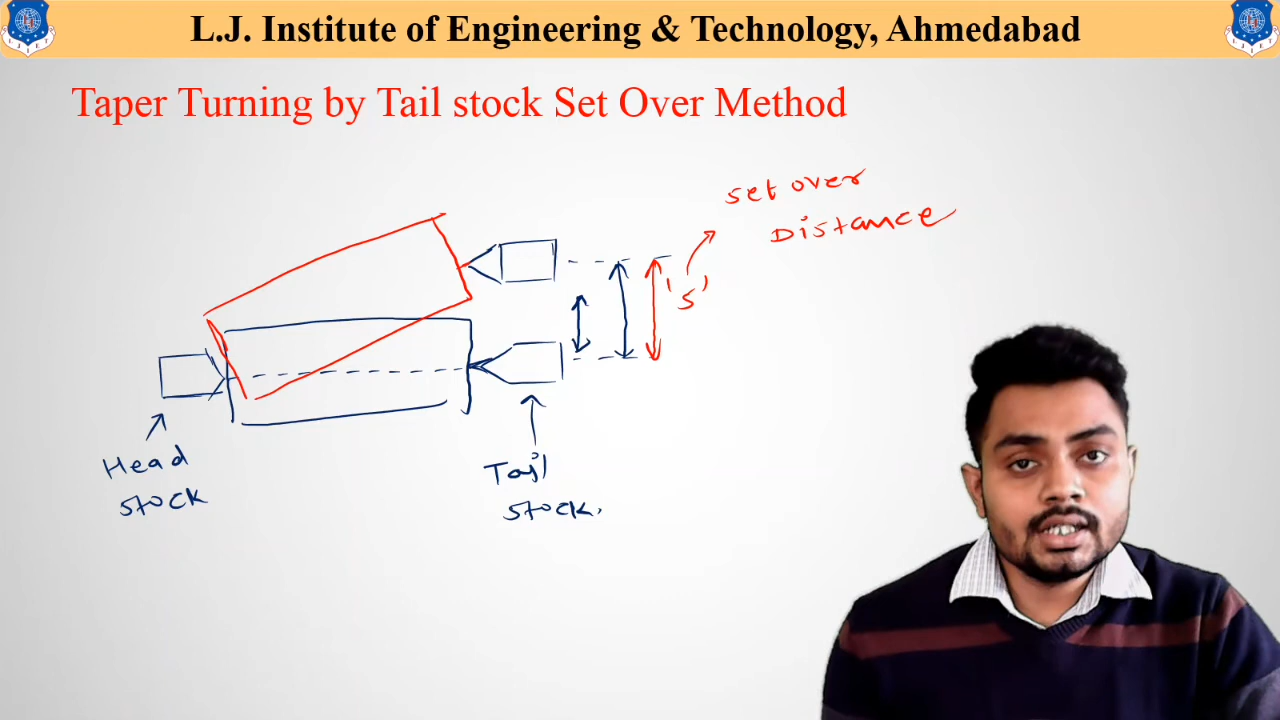 L.J. Institute of Engineering & Technology, Ahmedabad
Taper Turning by Tail stock Set Over Method
set over
Distance
's'
Head
stock
Tail
stock.